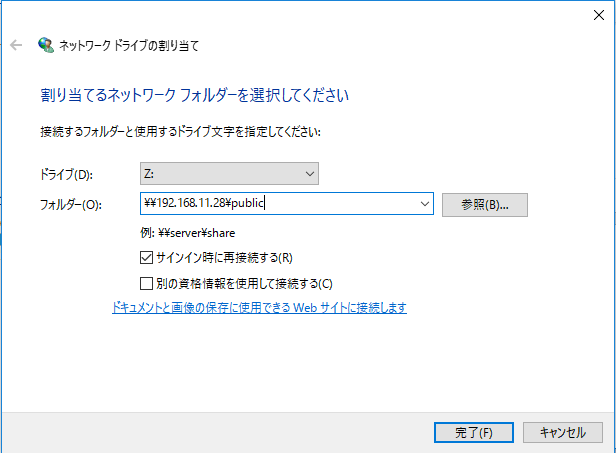 ネットワーク ドライブの割り当て
割り当てるネットワーク フォルダーを選択してください
接続するフォルダーと使用するドライブ文字を指定してください:
ドライブ(D): Z:
フォルダー(O): ¥¥192.168.11.28¥public 参照(B)...
例: ¥¥server¥share
サインイン時に再接続する(R)
別の資格情報を使用して接続する(C)
ドキュメントと画像の保存に使用できる Web サイトに接続します
完了(F) キャンセル